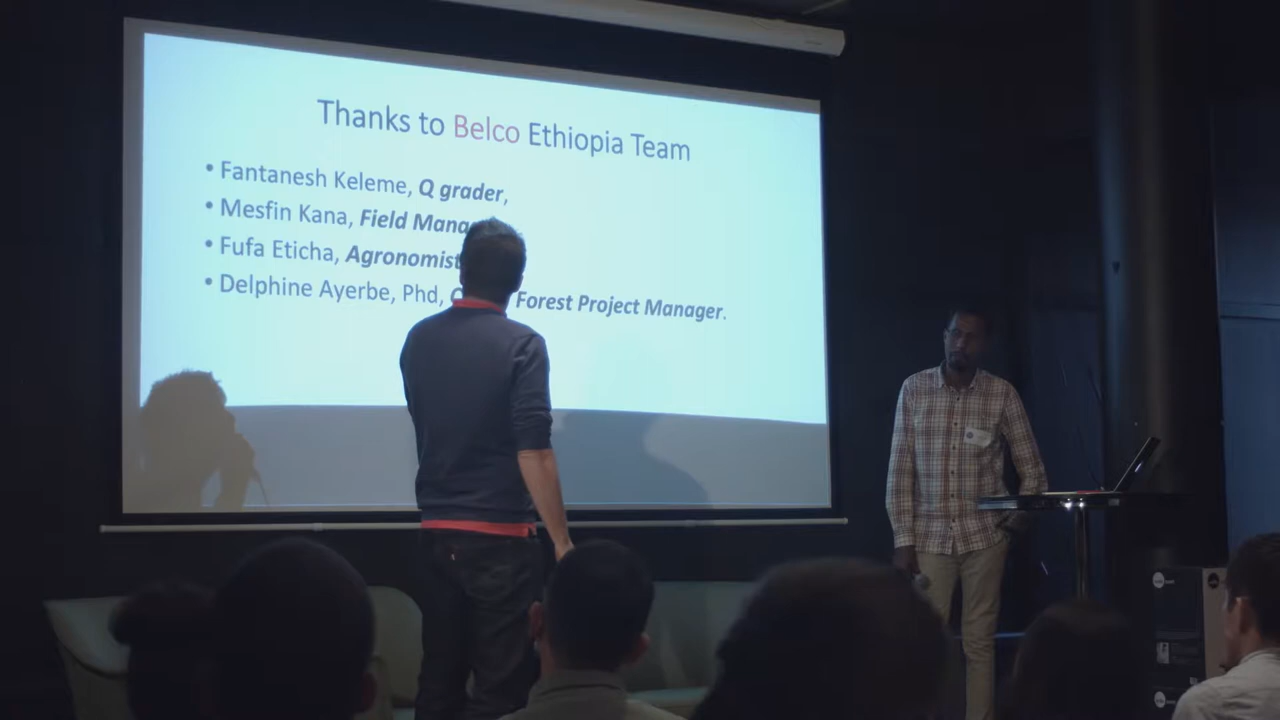 Thanks to Belco Ethiopia Team
• Fantanesh Keleme, Q grader,
• Mesfin Kana, Field
• Fufa Eticha, Agronomist
• Delphine Ayerbe, Phd, Forest Project Manager.